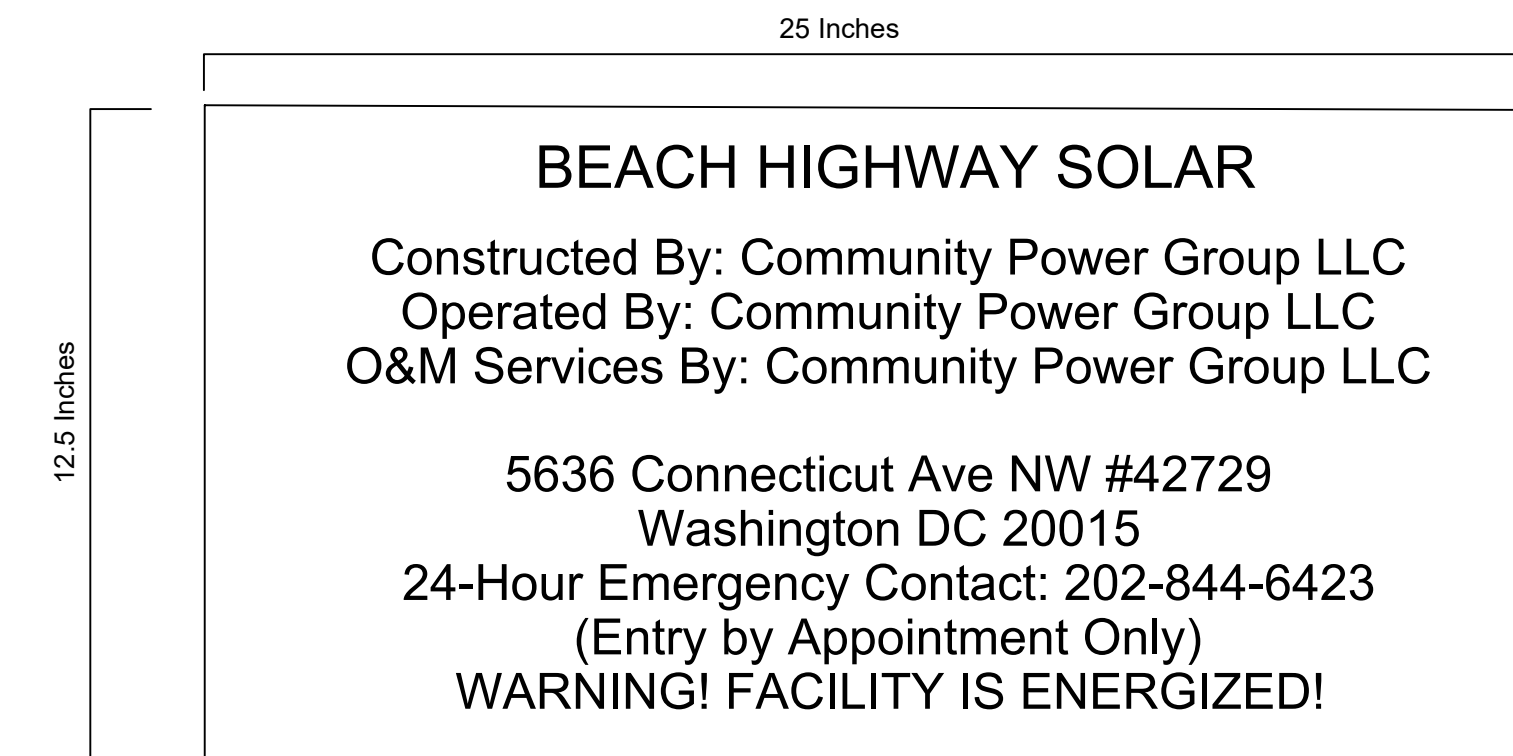 25 Inches
12.5 Inches
BEACH HIGHWAY SOLAR
Constructed By: Community Power Group LLC
Operated By: Community Power Group LLC
O&M Services By: Community Power Group LLC
5636 Connecticut Ave NW #42729
Washington DC 20015
24-Hour Emergency Contact: 202-844-6423
(Entry by Appointment Only)
WARNING! FACILITY IS ENERGIZED!